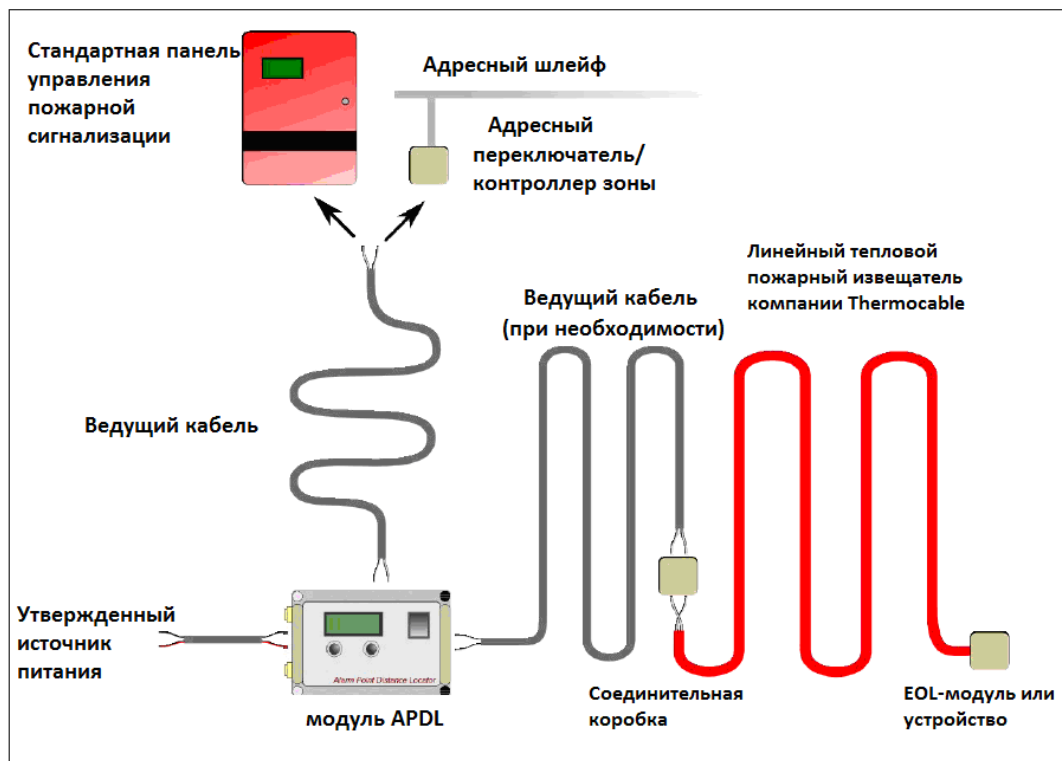 Стандартная панель
управления
пожарной
сигнализации
Адресный шлейф
Адресный
переключатель/
контроллер зоны
Линейный тепловой
пожарный извещатель
компании Thermocable
Ведущий кабель
(при необходимости)
Ведущий кабель
Утвержденный
источник
питания
Alarm Point Distance Locator
модуль APDL
Соединительная
коробка
EOL-модуль или
устройство